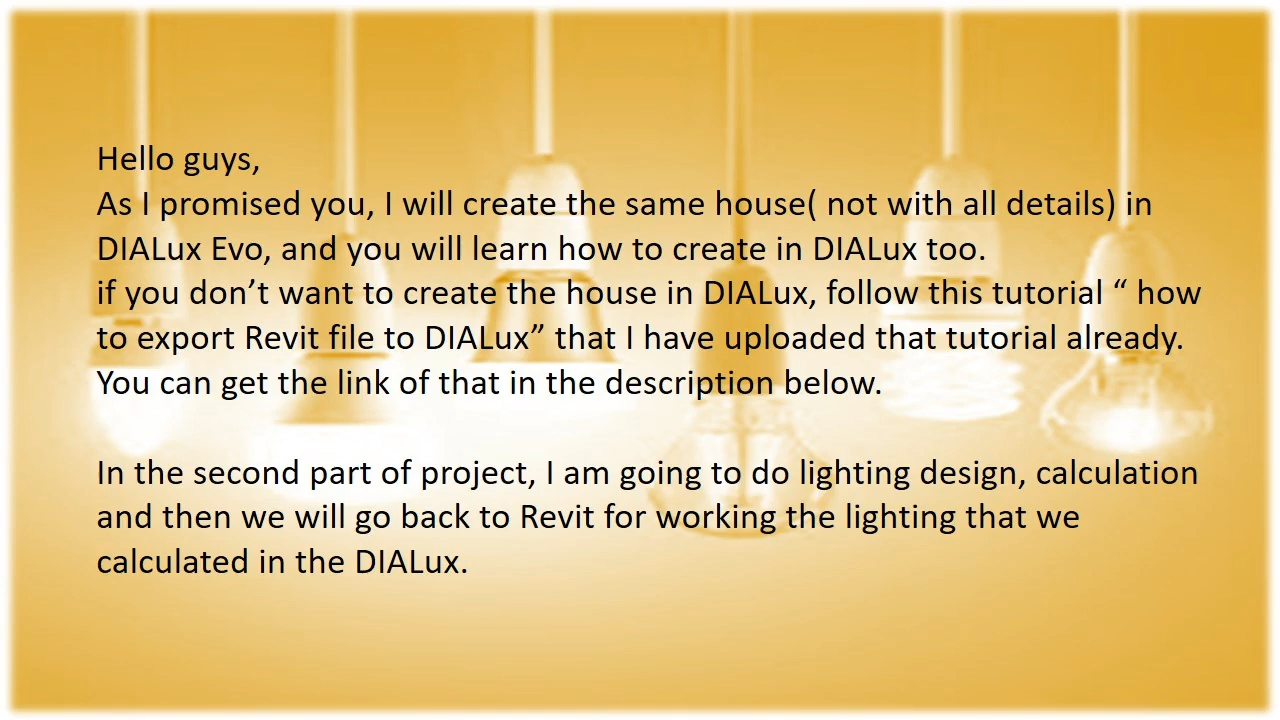 Hello guys,
As I promised you, I will create the same house( not with all details) in
DIALux Evo, and you will learn how to create in DIALux too.
if you don’t want to create the house in DIALux, follow this tutorial “ how
to export Revit file to DIALux” that I have uploaded that tutorial already.
You can get the link of that in the description below.
In the second part of project, I am going to do lighting design, calculation
and then we will go back to Revit for working the lighting that we
calculated in the DIALux.